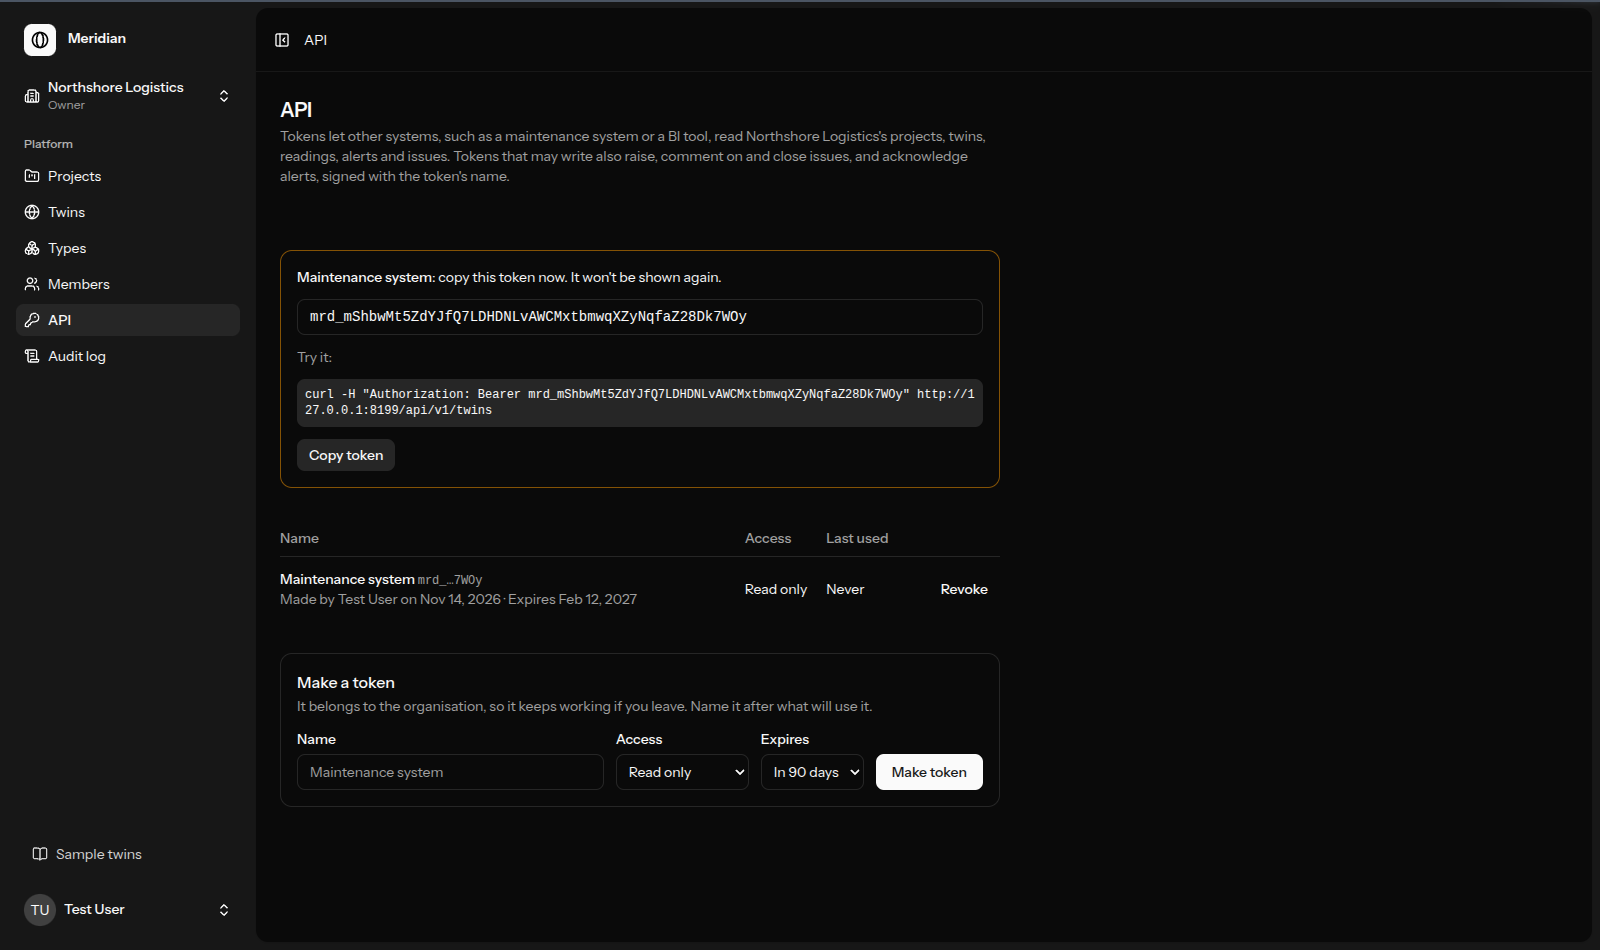 Meridian
Northshore Logistics
Owner
Platform
Projects
Twins
Types
Members
API
Audit log
Sample twins
TU
Test User
API
API
Tokens let other systems, such as a maintenance system or a BI tool, read Northshore Logistics's projects, twins,
readings, alerts and issues. Tokens that may write also raise, comment on and close issues, and acknowledge
alerts, signed with the token's name.
Maintenance system: copy this token now. It won't be shown again.
mrd_mShbwMt5ZdYJfQ7LDHDNLvAWCMxtbmwqXZyNqfaZ28Dk7WOy
Try it:
curl -H "Authorization: Bearer mrd_mShbwMt5ZdYJfQ7LDHDNLvAWCMxtbmwqXZyNqfaZ28Dk7WOy" http://1
27.0.0.1:8199/api/v1/twins
Copy token
Name Access Last used
Maintenance system mrd_…7WOy
Made by Test User on Nov 14, 2026 · Expires Feb 12, 2027
Read only Never Revoke
Make a token
It belongs to the organisation, so it keeps working if you leave. Name it after what will use it.
Name Access Expires
Maintenance system Read only In 90 days Make token